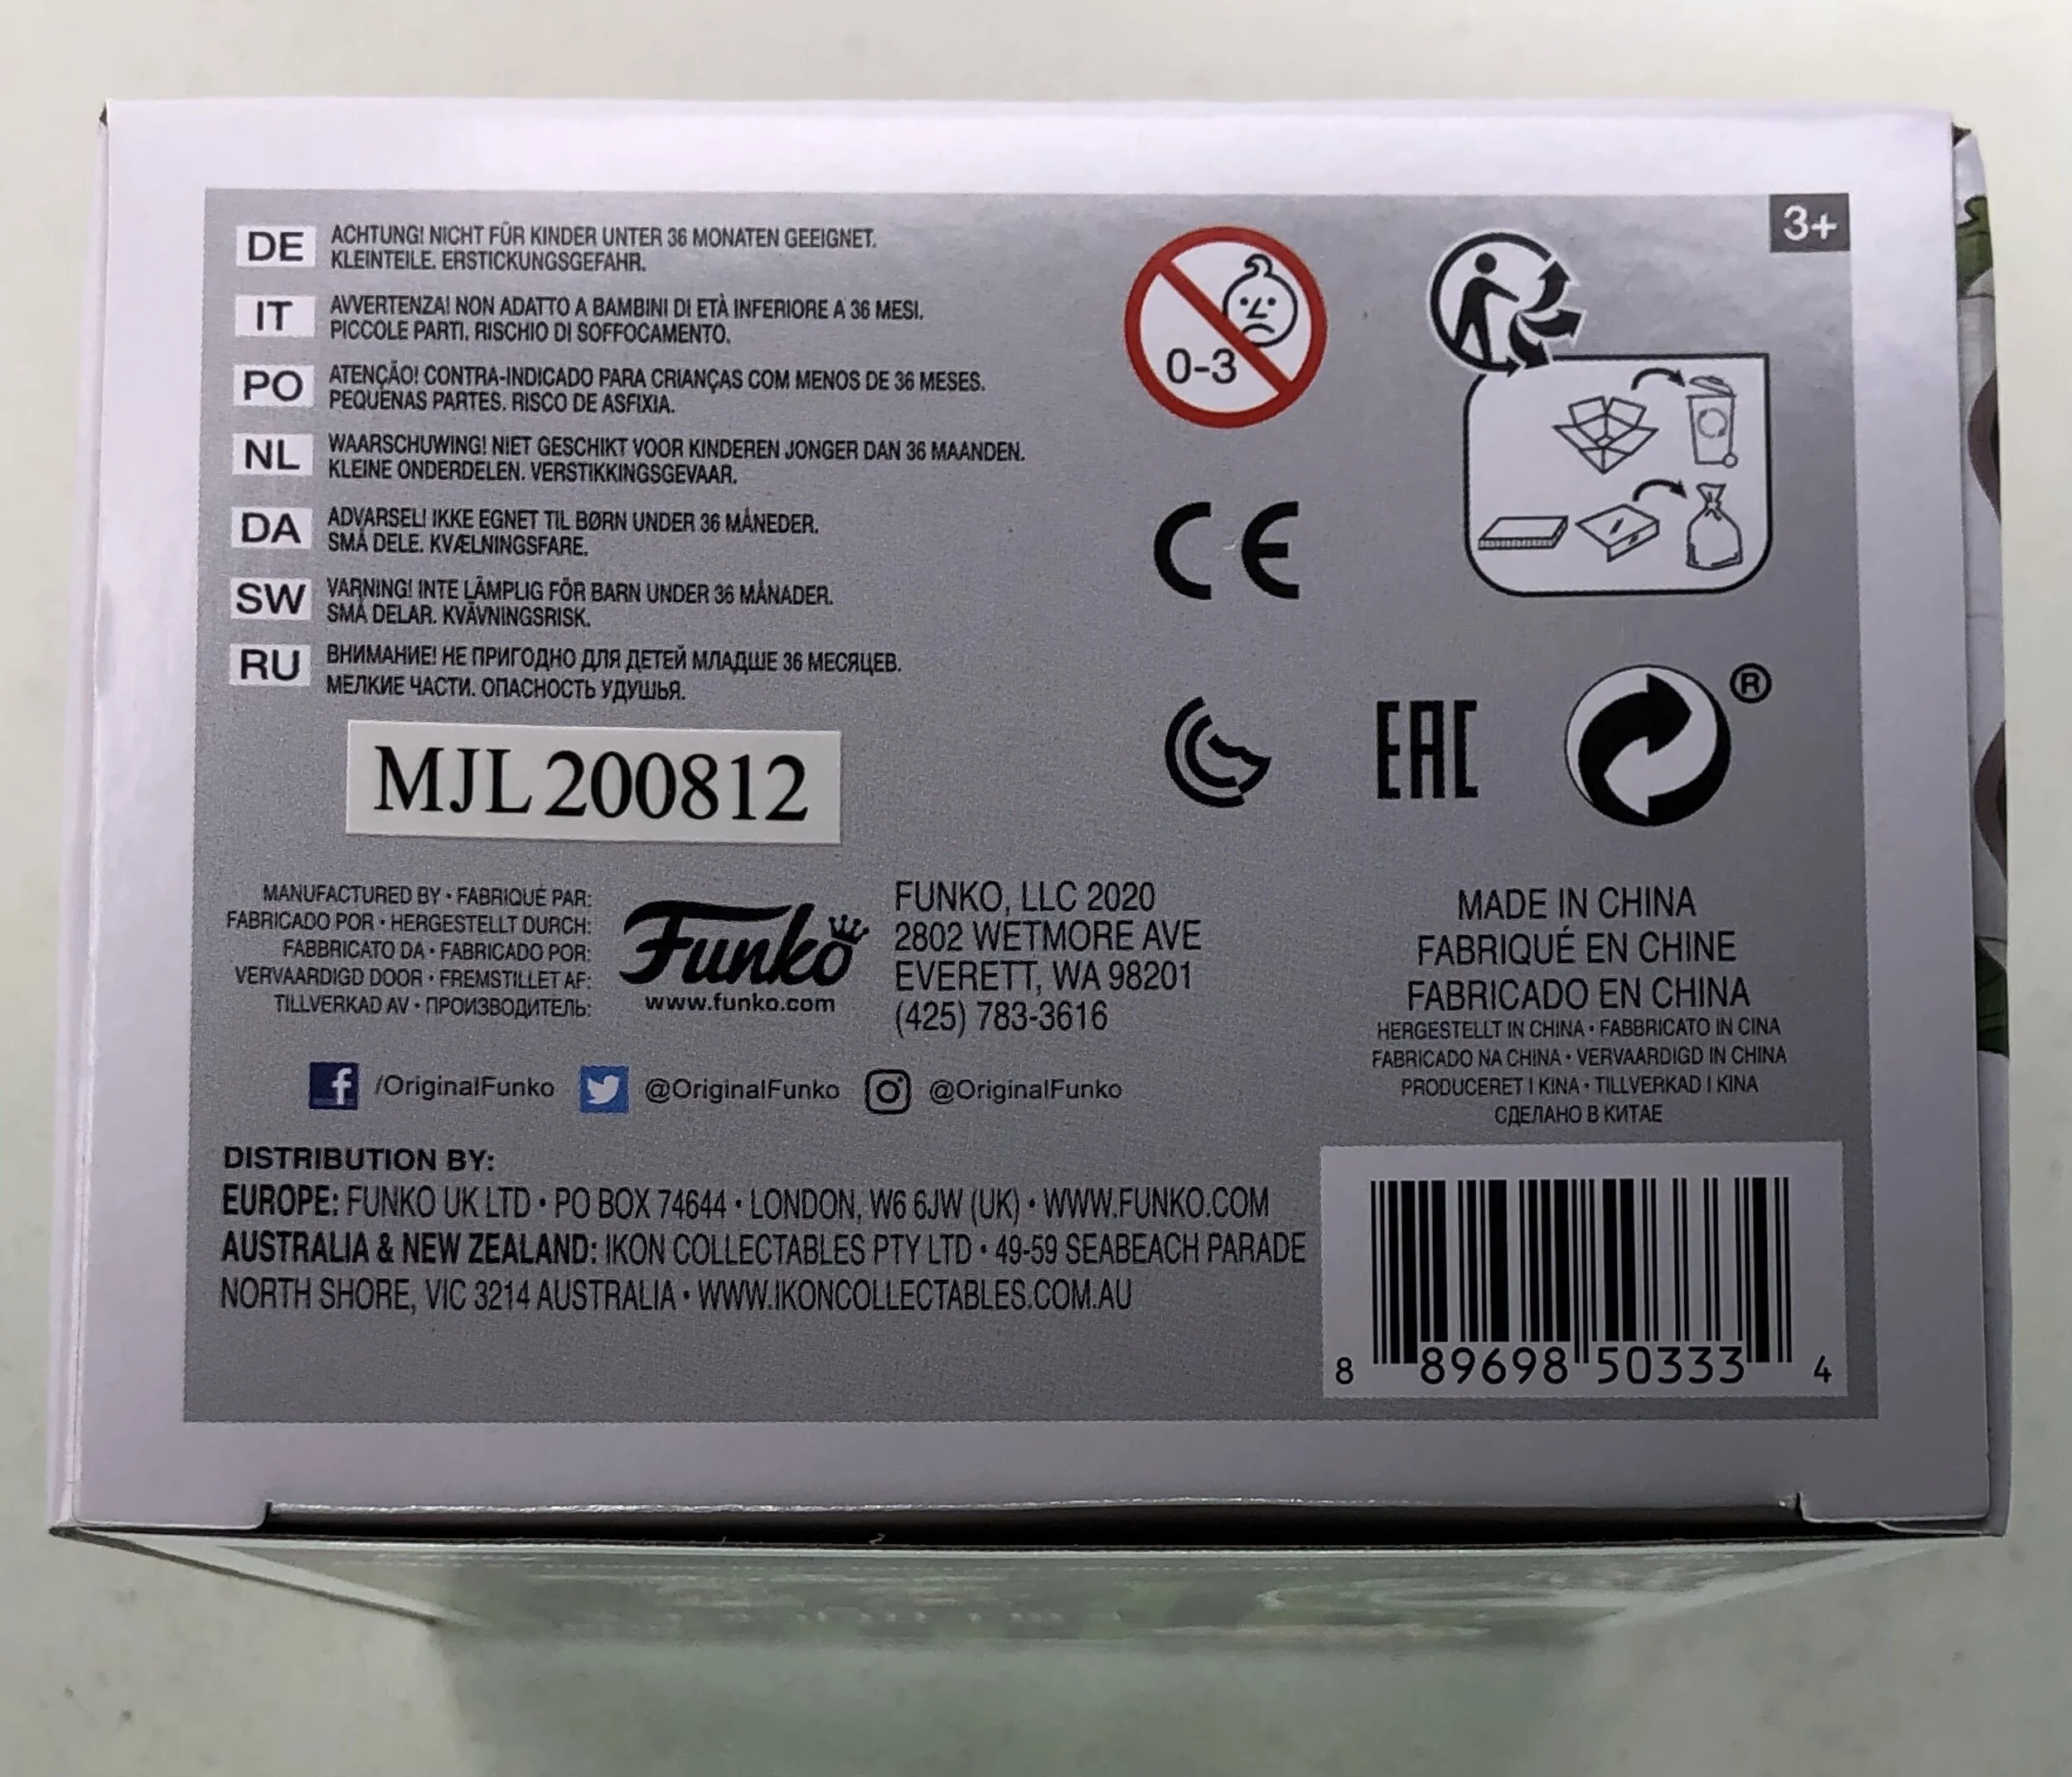 3+
DE
ACHTUNG! NICHT FÜR KINDER UNTER 36 MONATEN GEEIGNET.
KLEINTEILE. ERSTICKUNGSGEFAHR.
IT
AVVERTENZA! NON ADATTO A BAMBINI DI ETÀ INFERIORE A 36 MESI.
PICCOLE PARTI. RISCHIO DI SOFFOCAMENTO.
PO
ATENÇÃO! CONTRA-INDICADO PARA CRIANÇAS COM MENOS DE 36 MESES.
PEQUENAS PARTES. RISCO DE ASFIXIA.
NL
WAARSCHUWING! NIET GESCHIKT VOOR KINDEREN JONGER DAN 36 MAANDEN.
KLEINE ONDERDELEN. VERSTIKKINGSGEVAAR.
DA
ADVARSEL! IKKE EGNET TIL BØRN UNDER 36 MÅNEDER.
SMÅ DELE. KVÆLNINGSFARE.
SW
VARNING! INTE LÄMPLIG FÖR BARN UNDER 36 MÅNADER.
SMÅ DELAR. KVÄVNINGSRISK.
RU
ВНИМАНИЕ! НЕ ПРИГОДНО ДЛЯ ДЕТЕЙ МЛАДШЕ 36 МЕСЯЦЕВ.
МЕЛКИЕ ЧАСТИ. ОПАСНОСТЬ УДУШЬЯ.
0-3
CE
EAC
®
MJL 200812
MANUFACTURED BY • FABRIQUÉ PAR:
FABRICADO POR • HERGESTELLT DURCH:
FABBRICATO DA • FABRICADO POR:
VERVAARDIGD DOOR • FREMSTILLET AF:
TILLVERKAD AV • ПРОИЗВОДИТЕЛЬ:
Funko
www.funko.com
FUNKO, LLC 2020
2802 WETMORE AVE
EVERETT, WA 98201
(425) 783-3616
MADE IN CHINA
FABRIQUÉ EN CHINE
FABRICADO EN CHINA
HERGESTELLT IN CHINA • FABBRICATO IN CINA
FABRICADO NA CHINA • VERVAARDIGD IN CHINA
PRODUCERET I KINA • TILLVERKAD I KINA
СДЕЛАНО В КИТАЕ
f /OriginalFunko @OriginalFunko @OriginalFunko
DISTRIBUTION BY:
EUROPE: FUNKO UK LTD • PO BOX 74644 • LONDON, W6 6JW (UK) • WWW.FUNKO.COM
AUSTRALIA & NEW ZEALAND: IKON COLLECTABLES PTY LTD • 49-59 SEABEACH PARADE
NORTH SHORE, VIC 3214 AUSTRALIA • WWW.IKONCOLLECTABLES.COM.AU
8 89698 50333 4